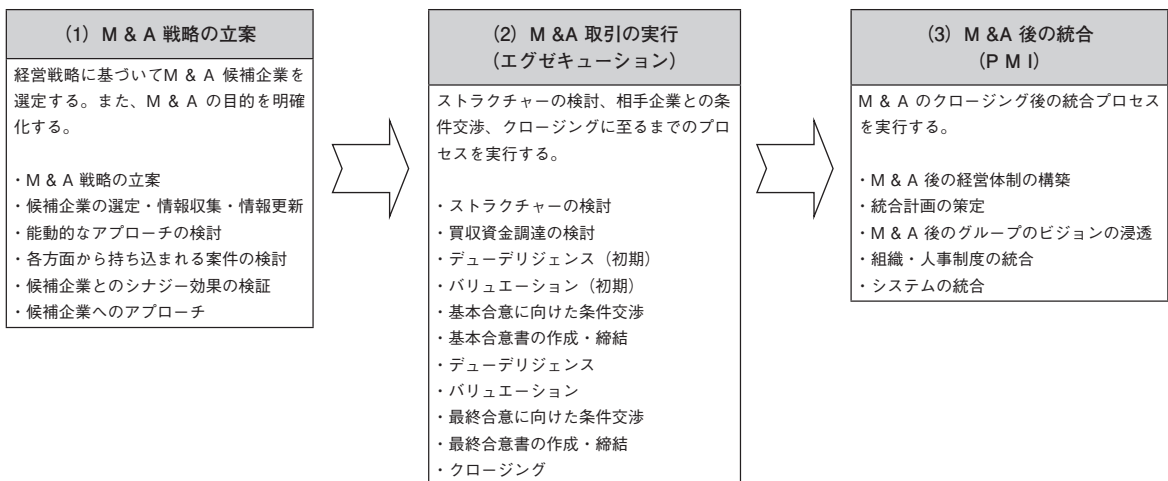 (1) M & A 戦略の立案
経営戦略に基づいてM & A 候補企業を
選定する。また、M & A の目的を明確
化する。
・M & A 戦略の立案
・候補企業の選定・情報収集・情報更新
・能動的なアプローチの検討
・各方面から持ち込まれる案件の検討
・候補企業とのシナジー効果の検証
・候補企業へのアプローチ
(2) M &A 取引の実行
(エグゼキューション)
ストラクチャーの検討、相手企業との条
件交渉、クロージングに至るまでのプロ
セスを実行する。
・ストラクチャーの検討
・買収資金調達の検討
・デューデリジェンス(初期)
・バリュエーション(初期)
・基本合意に向けた条件交渉
・基本合意書の作成・締結
・デューデリジェンス
・バリュエーション
・最終合意に向けた条件交渉
・最終合意書の作成・締結
・クロージング
(3) M &A 後の統合
(P M I)
M & A のクロージング後の統合プロセス
を実行する。
・M & A 後の経営体制の構築
・統合計画の策定
・M & A 後のグループのビジョンの浸透
・組織・人事制度の統合
・システムの統合